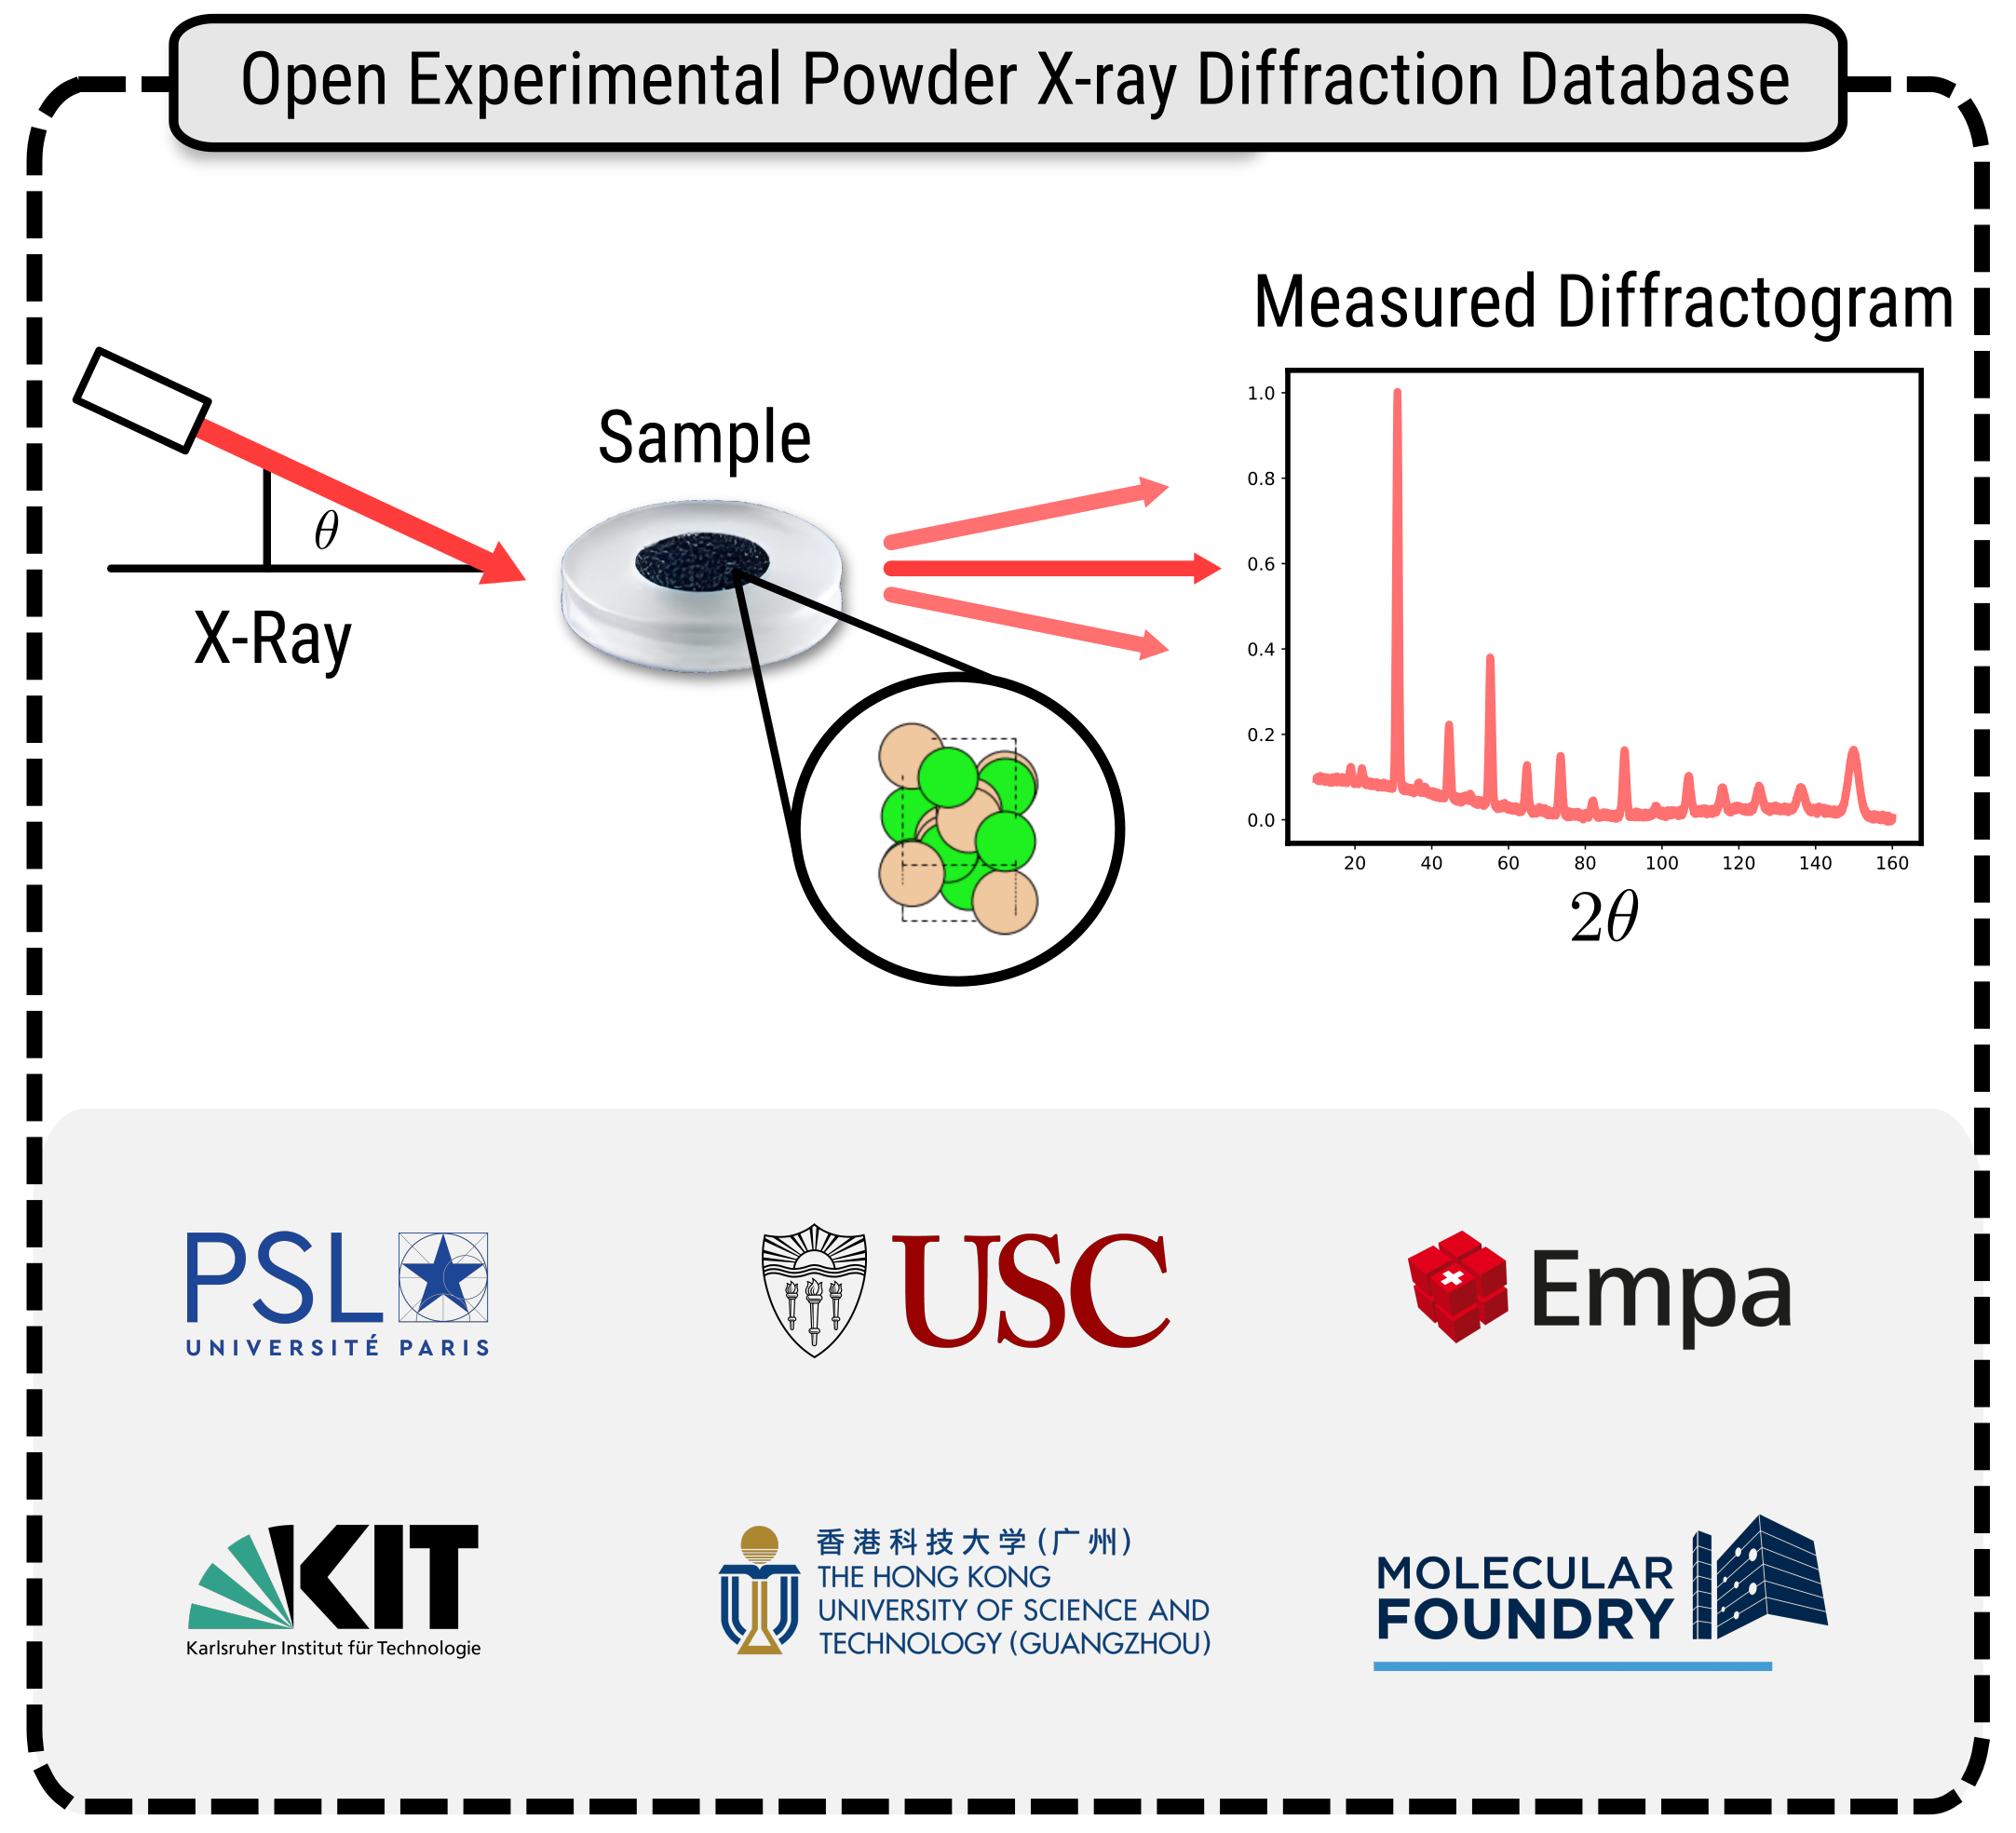 Open Experimental Powder X-ray Diffraction Database
Measured Diffractogram
Sample
θ
X-Ray
1.0
0.8
0.6
0.4
0.2
0.0
20 40 60 80 100 120 140 160
2θ
PSL
UNIVERSITÉ PARIS
USC
Empa
KIT
Karlsruher Institut für Technologie
香港科技大学(广州)
THE HONG KONG
UNIVERSITY OF SCIENCE AND
TECHNOLOGY (GUANGZHOU)
MOLECULAR
FOUNDRY